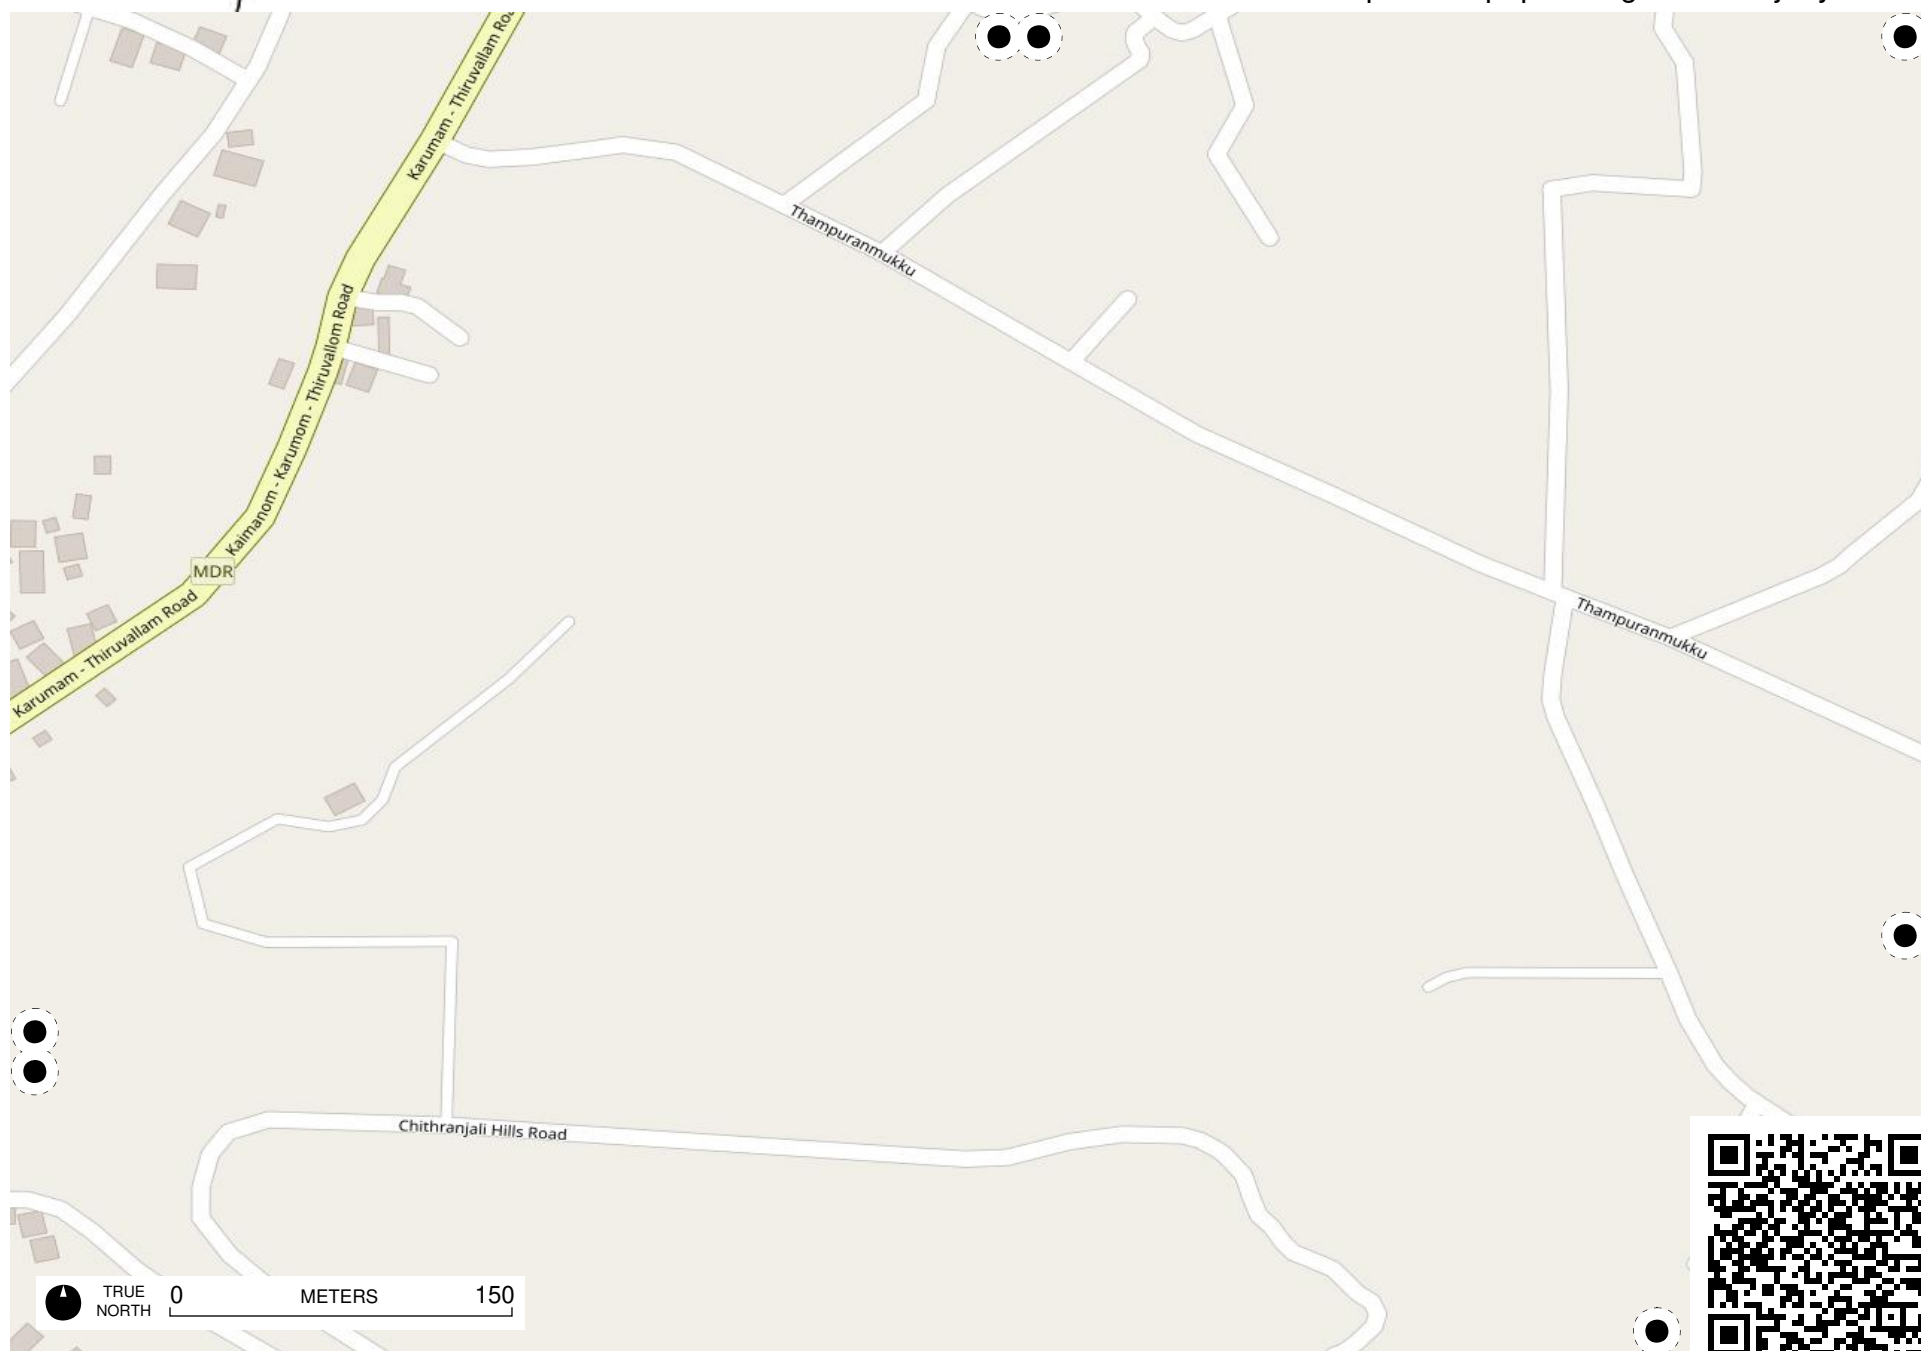 Karumam - Thiruvallam
Thampuranmukku
Kaimanom - Karumom - Thiruvallom Road
MDR
Karumam - Thiruvallam Road
Thampuranmukku
Chithranjali Hills Road
TRUE
NORTH
0 METERS 150